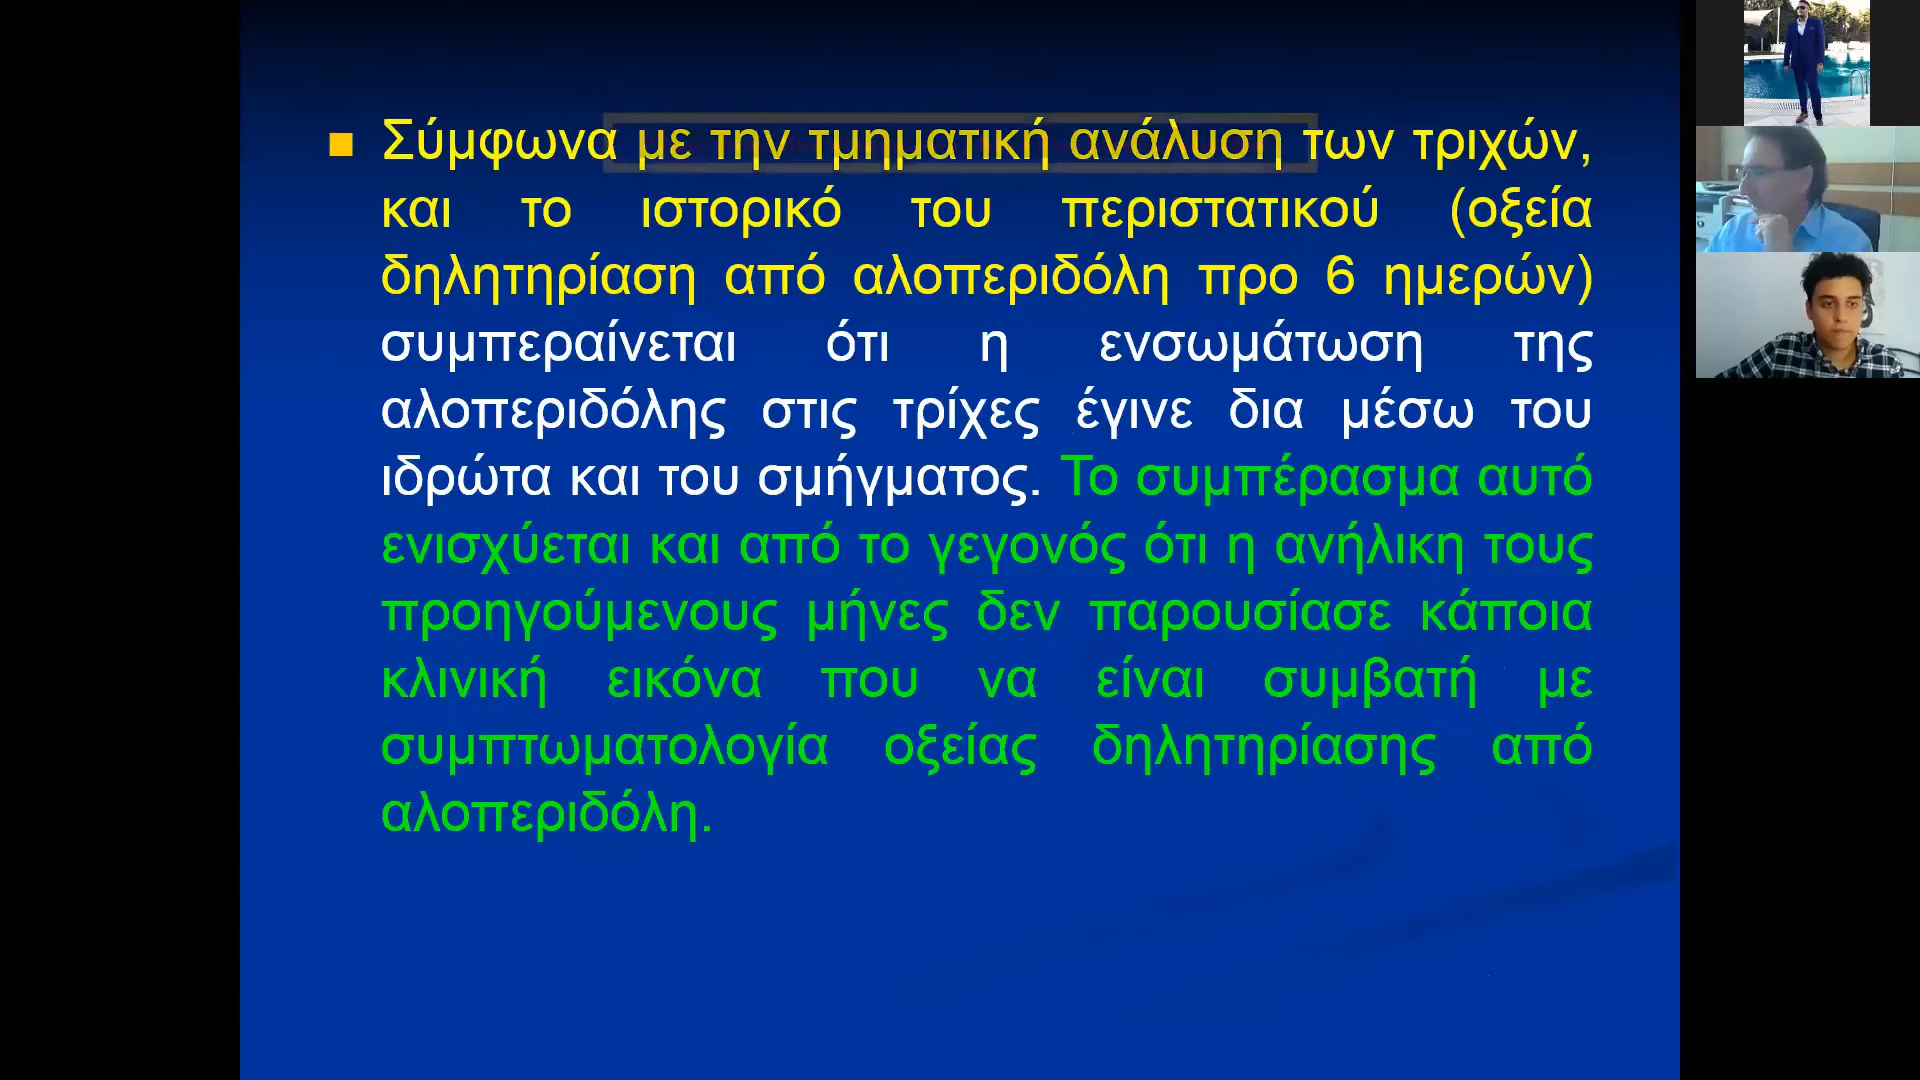 Σύμφωνα με την τμηματική ανάλυση των τριχών,
και το ιστορικό του περιστατικού (οξεία
δηλητηρίαση από αλοπεριδόλη προ 6 ημερών)
συμπεραίνεται ότι η ενσωμάτωση της
αλοπεριδόλης στις τρίχες έγινε δια μέσω του
ιδρώτα και του σμήγματος. Το συμπέρασμα αυτό
ενισχύεται και από το γεγονός ότι η ανήλικη τους
προηγούμενους μήνες δεν παρουσίασε κάποια
κλινική εικόνα που να είναι συμβατή με
συμπτωματολογία οξείας δηλητηρίασης από
αλοπεριδόλη.